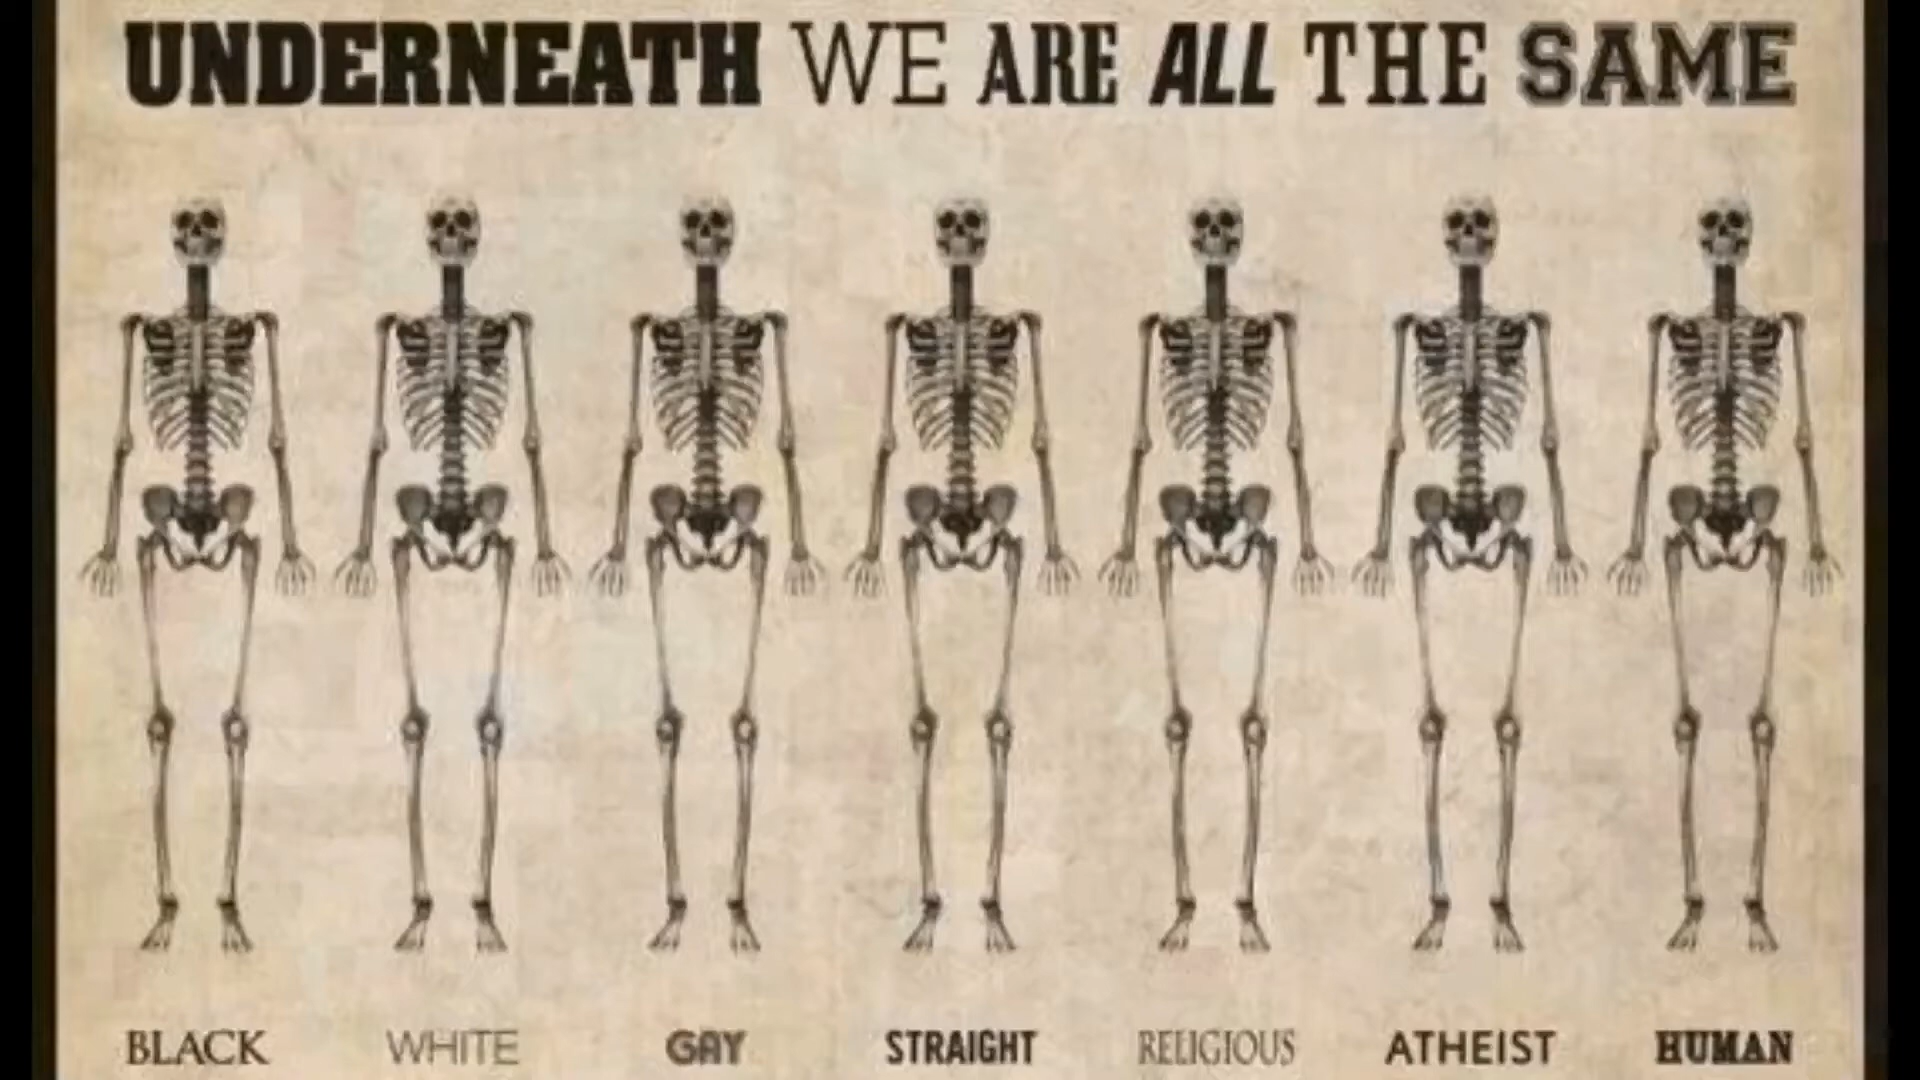 UNDERNEATH WE ARE ALL THE SAME
BLACK WHITE GAY STRAIGHT RELIGIOUS ATHEIST HUMAN